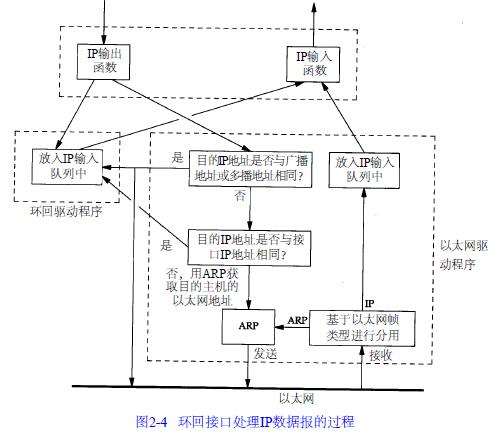 IP输出
函数
IP输入
函数
放入IP输入
队列中
环回驱动程序
是
目的IP地址是否与广播
地址或多播地址相同?
放入IP输入
队列中
否
是
目的IP地址是否与接
口IP地址相同?
以太网驱
动程序
否，用ARP获
取目的主机的
以太网地址
IP
ARP
ARP
基于以太网帧
类型进行分用
发送
接收
以太网
图2-4 环回接口处理IP数据报的过程